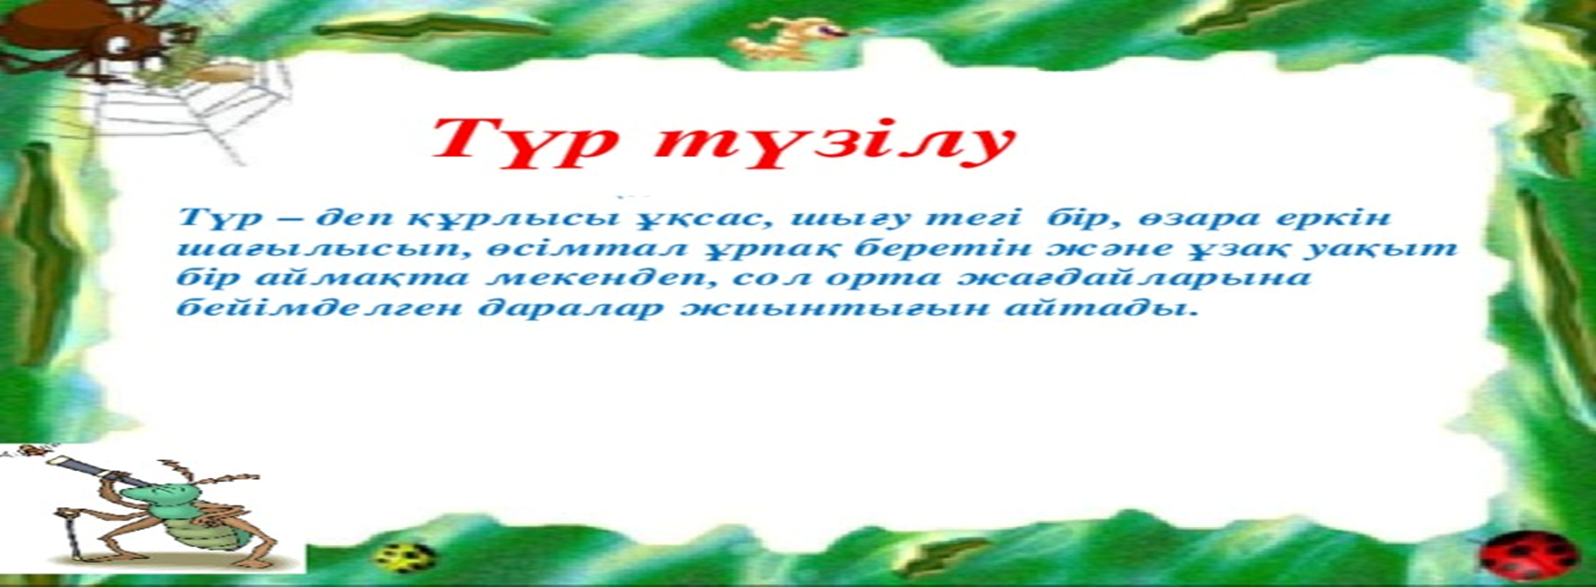 Түр түзілу
Түр – деп құрлысы ұқсас, шығу тегі бір, өзара еркін
шағылысып, өсімтал ұрпақ беретін және ұзақ уақыт
бір аймақта мекендеп, сол орта жағдайларына
бейімделген даралар жиынтығын айтады.